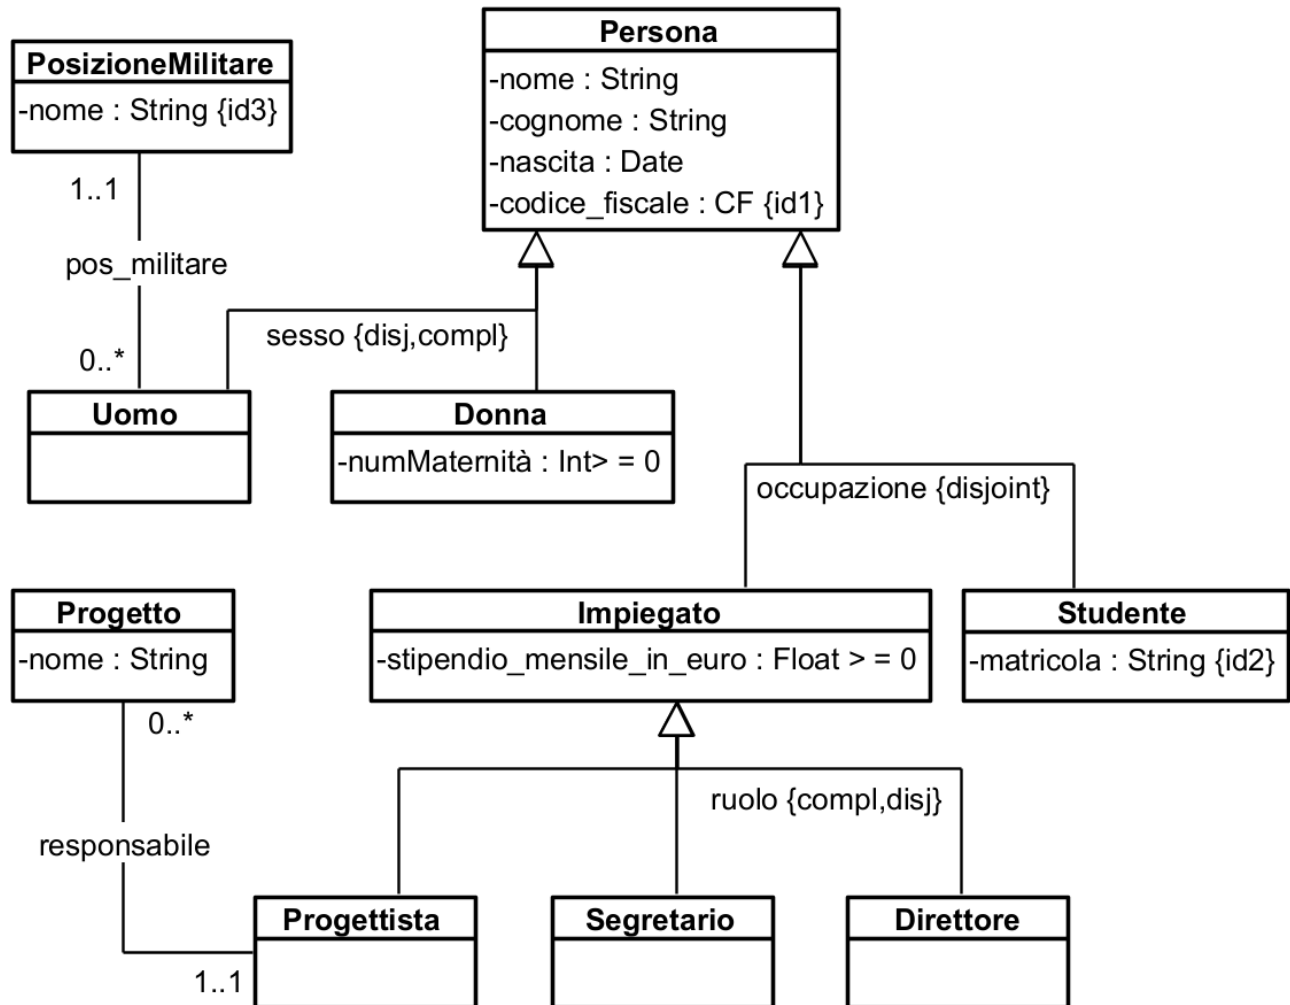 Persona
-nome : String
-cognome : String
-nascita : Date
-codice_fiscale : CF {id1}
PosizioneMilitare
-nome : String {id3}
1..1
pos_militare
0..*
sesso {disj,compl}
Uomo
Donna
-numMaternità : Int> = 0
occupazione {disjoint}
Progetto
-nome : String
Impiegato
-stipendio_mensile_in_euro : Float > = 0
Studente
-matricola : String {id2}
0..*
ruolo {compl,disj}
responsabile
Progettista
Segretario
Direttore
1..1